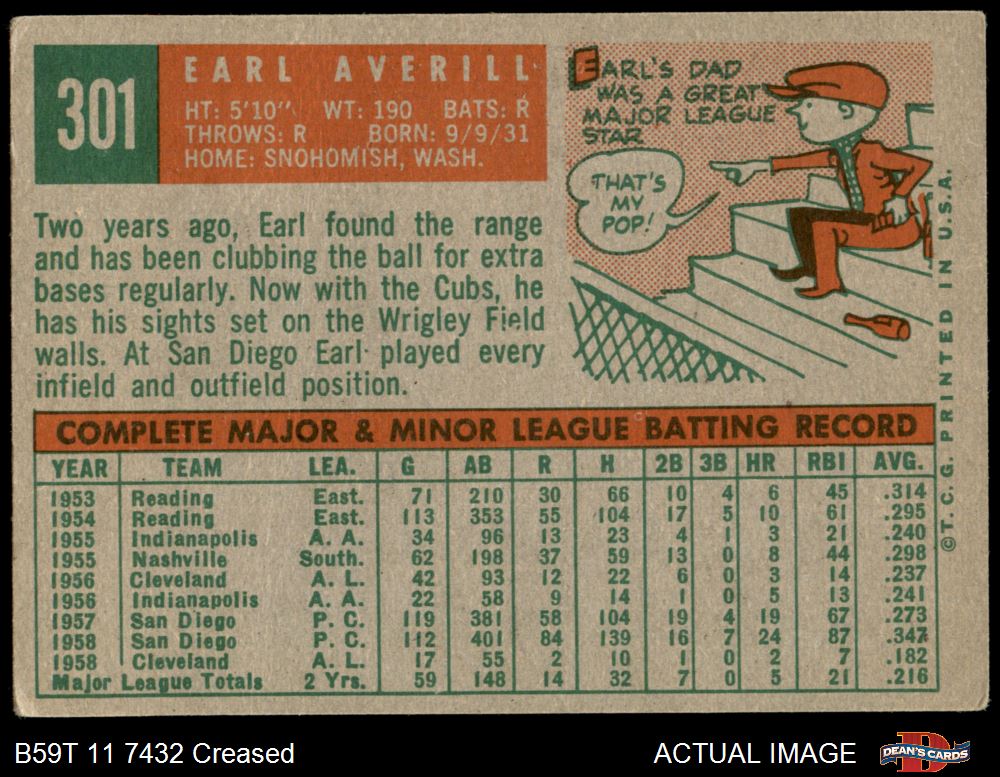 301
EARL AVERILL
HT: 5'10" WT: 190 BATS: R
THROWS: R BORN: 9/9/31
HOME: SNOHOMISH, WASH.
EARL'S DAD
WAS A GREAT
MAJOR LEAGUE
STAR
THAT'S
MY
POP!
Two years ago, Earl found the range
and has been clubbing the ball for extra
bases regularly. Now with the Cubs, he
has his sights set on the Wrigley Field
walls. At San Diego Earl played every
infield and outfield position.
COMPLETE MAJOR & MINOR LEAGUE BATTING RECORD
YEAR TEAM LEA. G AB R H 2B 3B HR RBI AVG.
1953 Reading East. 71 210 30 66 10 4 6 45 .314
1954 Reading East. 113 353 55 104 17 5 10 61 .295
1955 Indianapolis A. A. 34 96 13 23 4 1 3 21 .240
1955 Nashville South. 62 198 37 59 13 0 8 44 .298
1956 Cleveland A. L. 42 93 12 22 6 0 3 14 .237
1956 Indianapolis A. A. 22 58 9 14 1 0 5 13 .241
1957 San Diego P. C. 119 381 58 104 19 4 19 67 .273
1958 San Diego P. C. 112 401 84 139 16 7 24 87 .347
1958 Cleveland A. L. 17 55 2 10 1 0 2 7 .182
Major League Totals 2 Yrs. 59 148 14 32 7 0 5 21 .216
© T. C. G. PRINTED IN U.S.A.
B59T 11 7432 Creased
ACTUAL IMAGE
DEAN'S CARDS